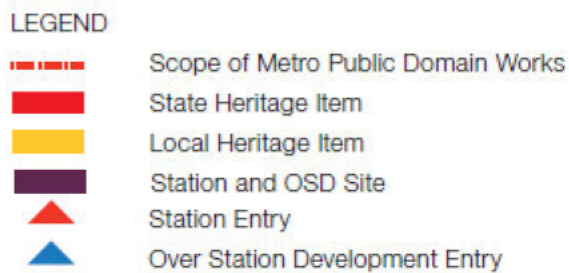 LEGEND
Scope of Metro Public Domain Works
State Heritage Item
Local Heritage Item
Station and OSD Site
Station Entry
Over Station Development Entry